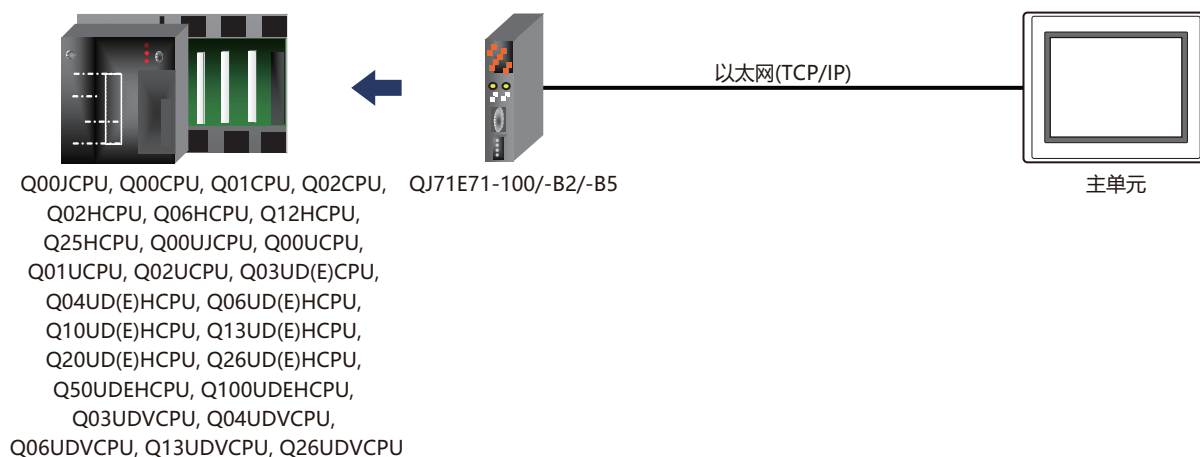 以太网(TCP/IP)
Q00JCPU, Q00CPU, Q01CPU, Q02CPU,
Q02HCPU, Q06HCPU, Q12HCPU,
Q25HCPU, Q00UJCPU, Q00UCPU,
Q01UCPU, Q02UCPU, Q03UD(E)CPU,
Q04UD(E)HCPU, Q06UD(E)HCPU,
Q10UD(E)HCPU, Q13UD(E)HCPU,
Q20UD(E)HCPU, Q26UD(E)HCPU,
Q50UDEHCPU, Q100UDEHCPU,
Q03UDVCPU, Q04UDVCPU,
Q06UDVCPU, Q13UDVCPU, Q26UDVCPU
QJ71E71-100/-B2/-B5
主单元